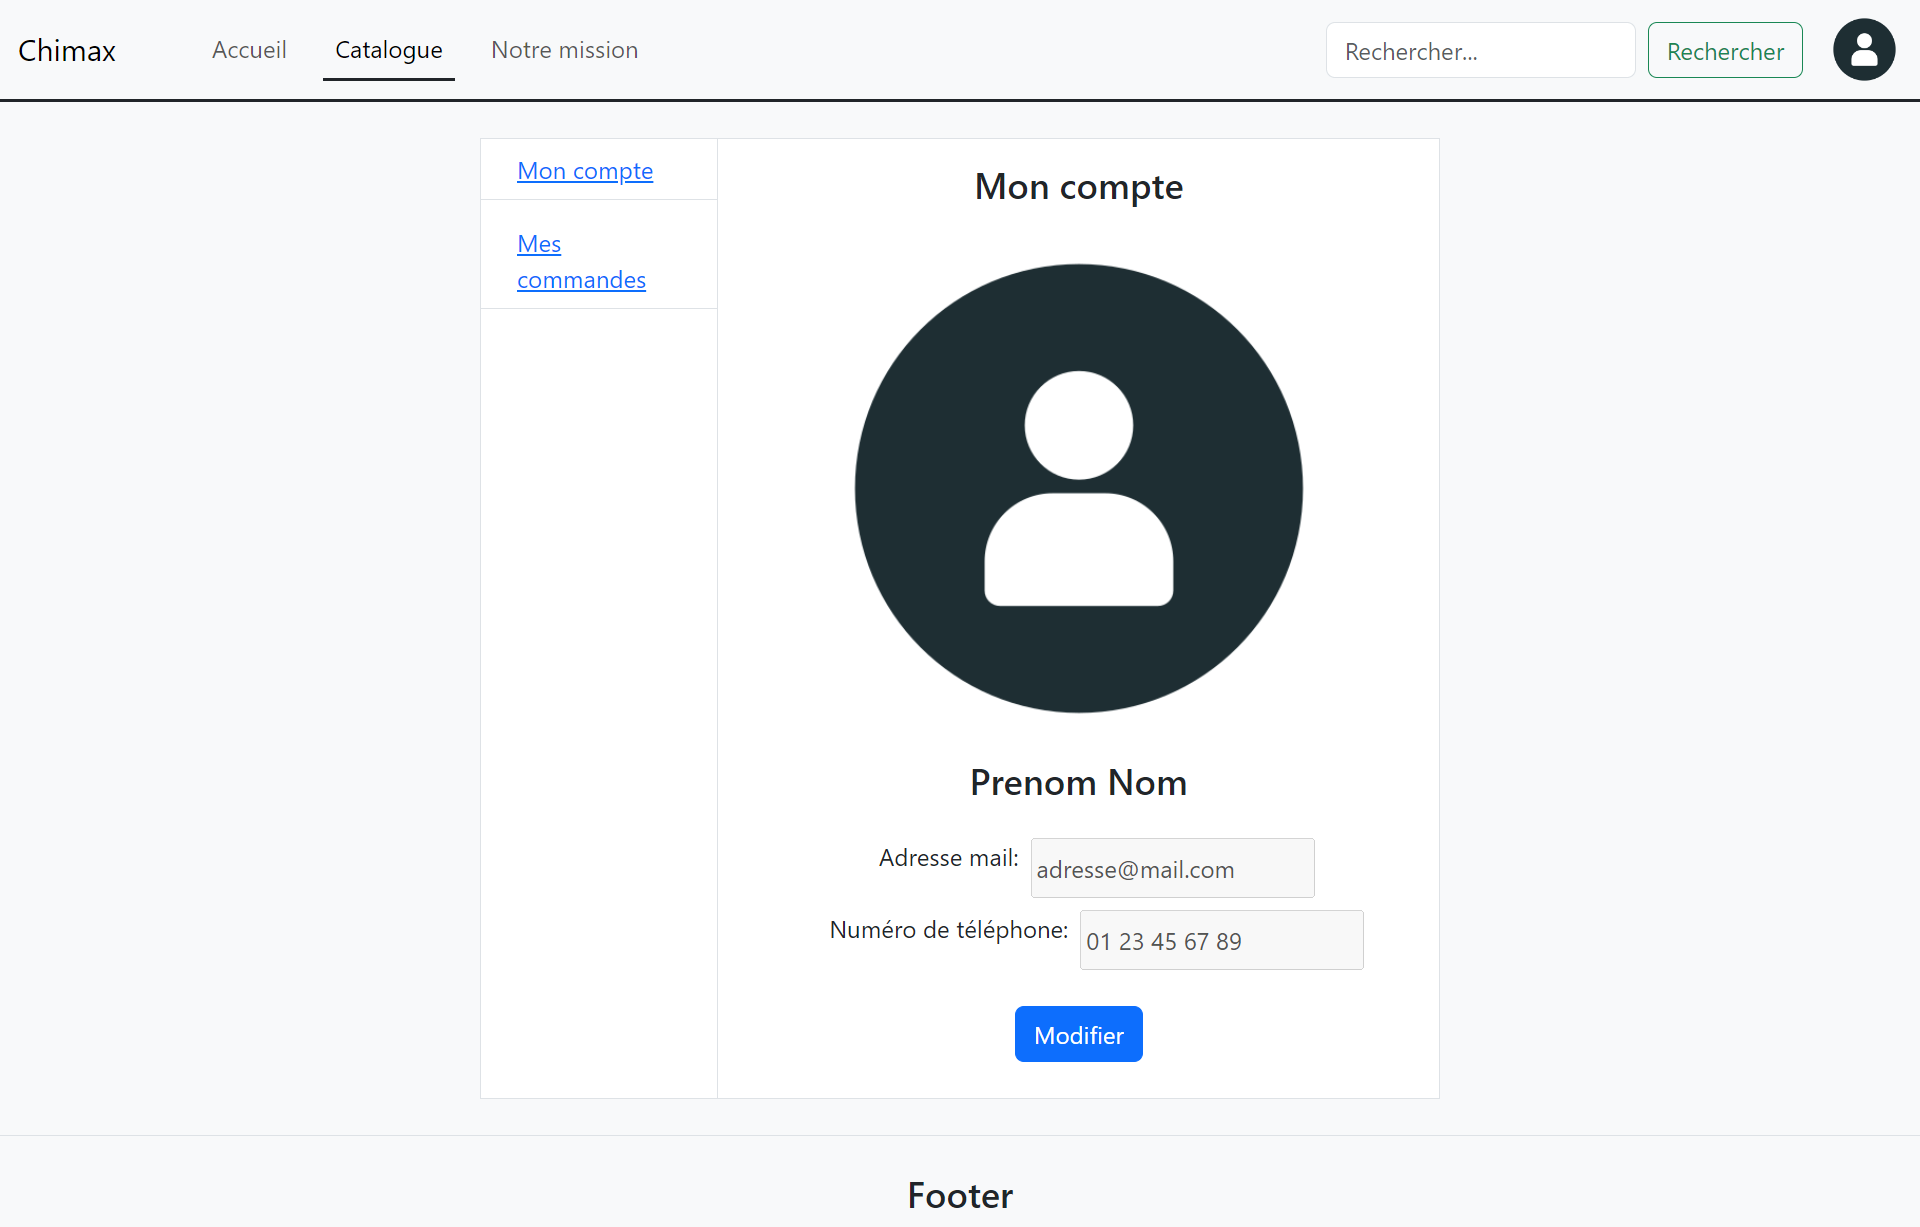 Chimax
Accueil
Catalogue
Notre mission
Rechercher...
Rechercher
Mon compte
Mes
commandes
Mon compte
Prenom Nom
Adresse mail: adresse@mail.com
Numéro de téléphone: 01 23 45 67 89
Modifier
Footer